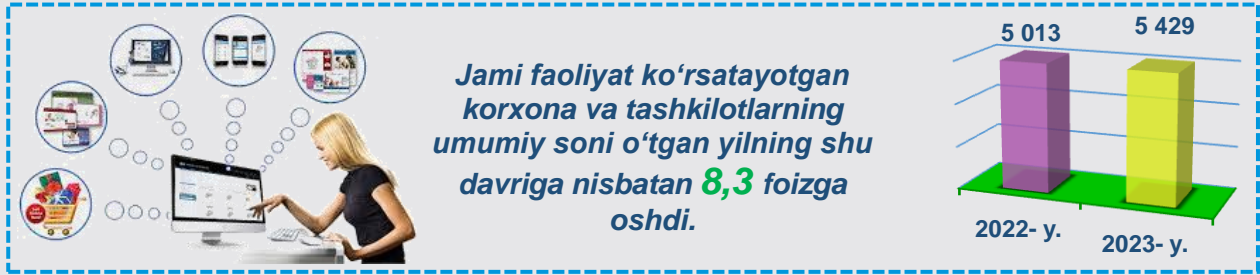 Jami faoliyat ko‘rsatayotgan
korxona va tashkilotlarning
umumiy soni o‘tgan yilning shu
davriga nisbatan 8,3 foizga
oshdi.
5 013
5 429
2022- y.
2023- y.